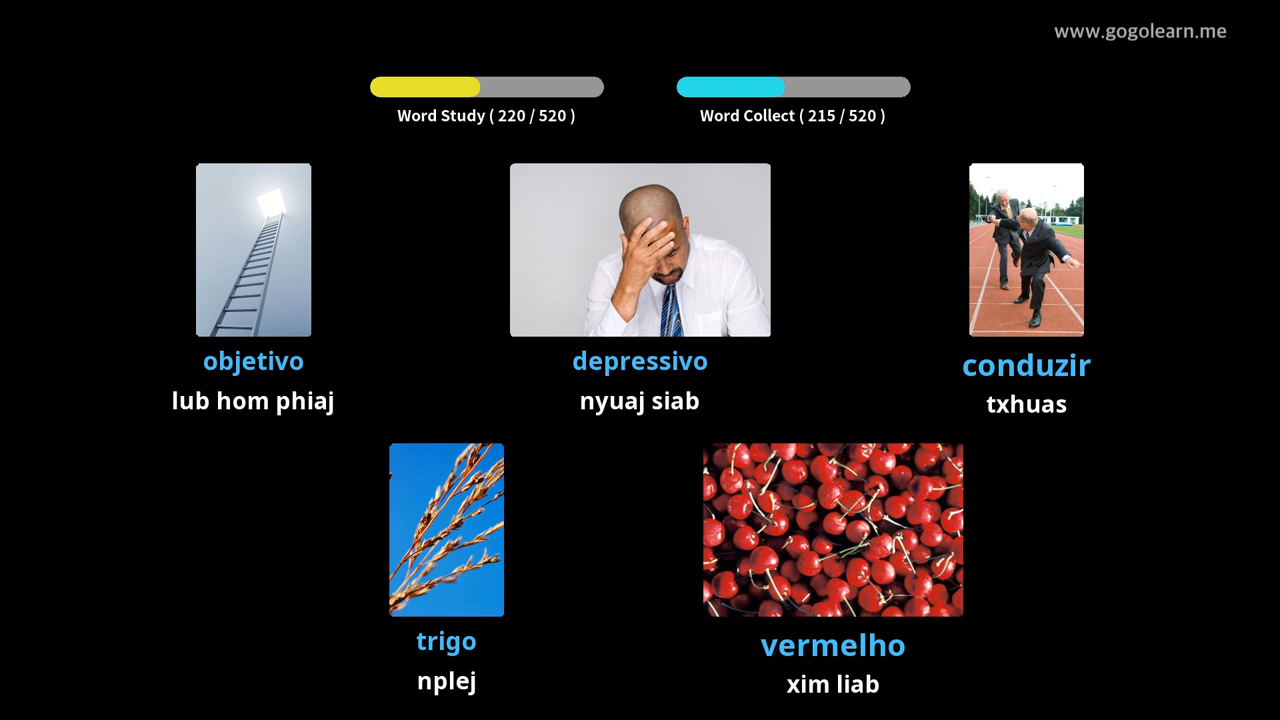 www.gogolearn.me
Word Study ( 220 / 520 )
Word Collect ( 215 / 520 )
objetivo
lub hom phiaj
depressivo
nyuaj siab
conduzir
txhuas
trigo
nplej
vermelho
xim liab